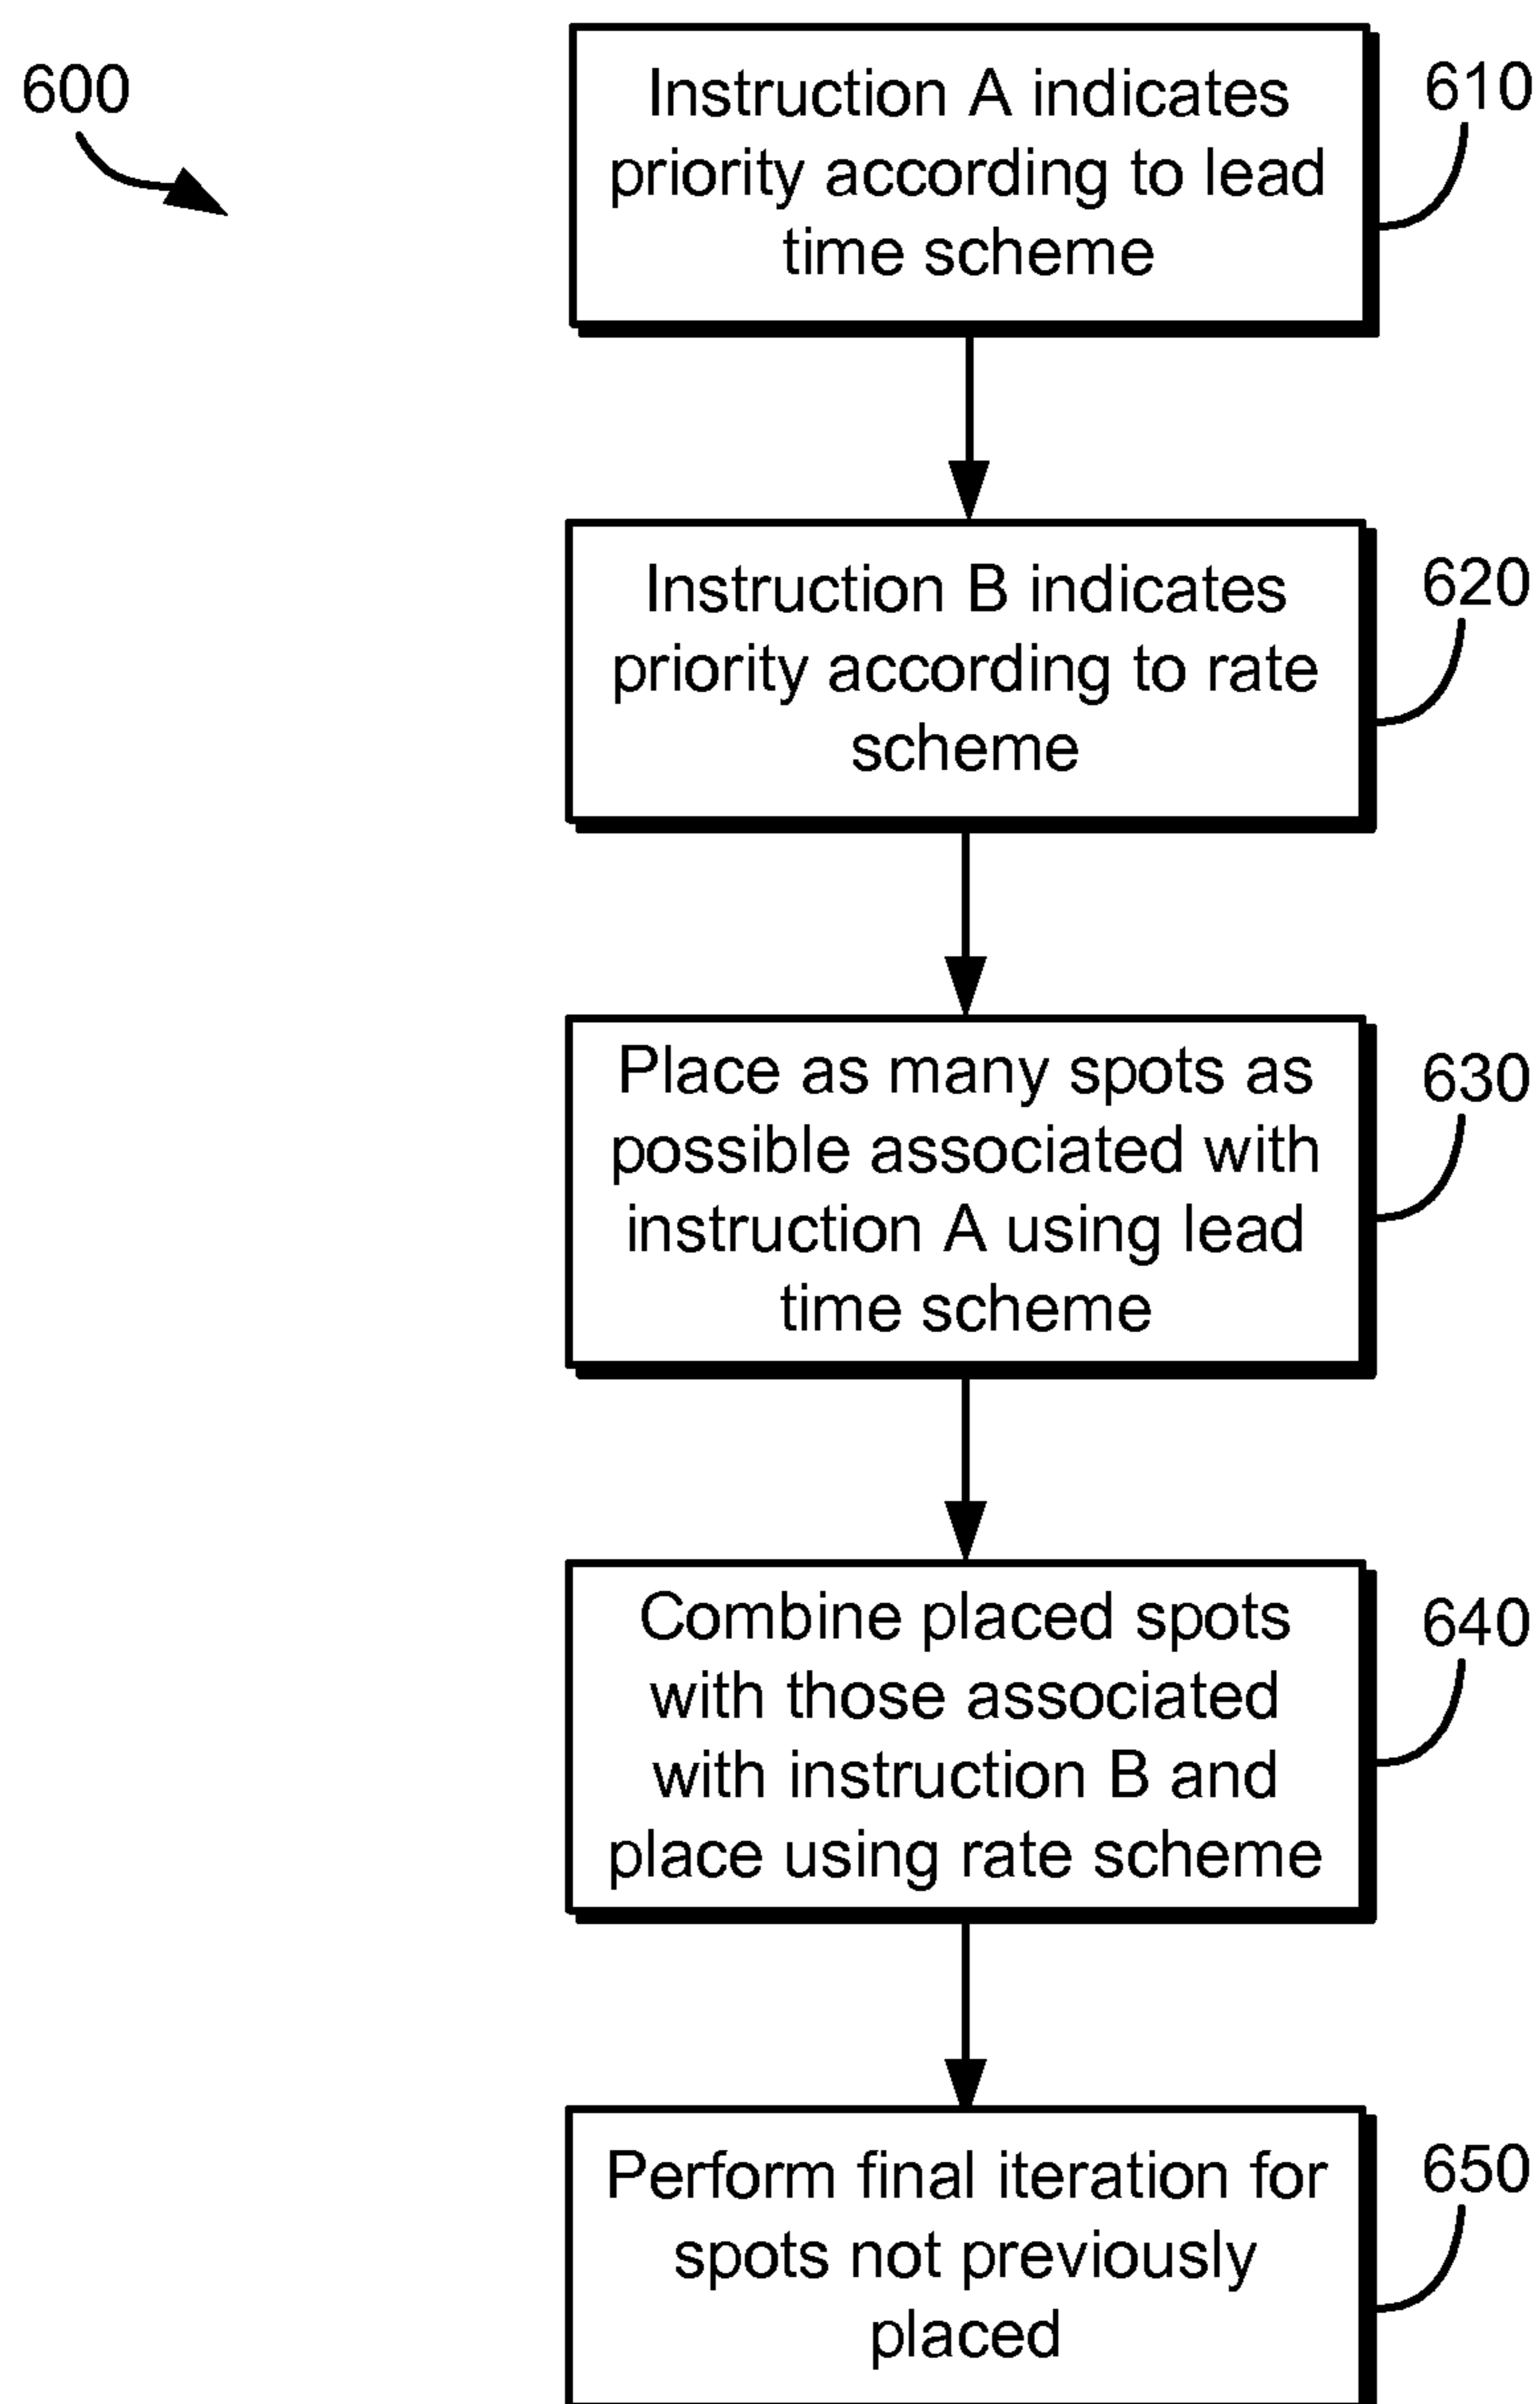 600
Instruction A indicates
priority according to lead
time scheme
610
Instruction B indicates
priority according to rate
scheme
620
Place as many spots as
possible associated with
instruction A using lead
time scheme
630
Combine placed spots
with those associated
with instruction B and
place using rate scheme
640
Perform final iteration for
spots not previously
placed
650